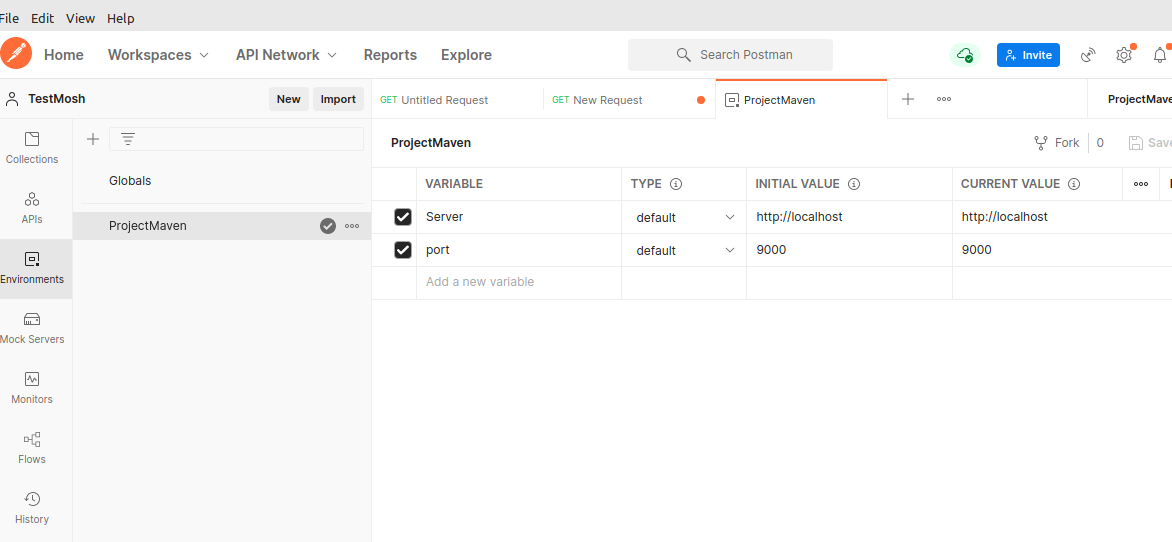 File Edit View Help
Home Workspaces API Network Reports Explore Search Postman Invite
TestMosh New Import GET Untitled Request GET New Request ProjectMaven ProjectMave
Collections
APIs
Environments
Mock Servers
Monitors
Flows
History
Globals
ProjectMaven
ProjectMaven Fork 0 Save
VARIABLE TYPE INITIAL VALUE CURRENT VALUE
Server default http://localhost http://localhost
port default 9000 9000
Add a new variable